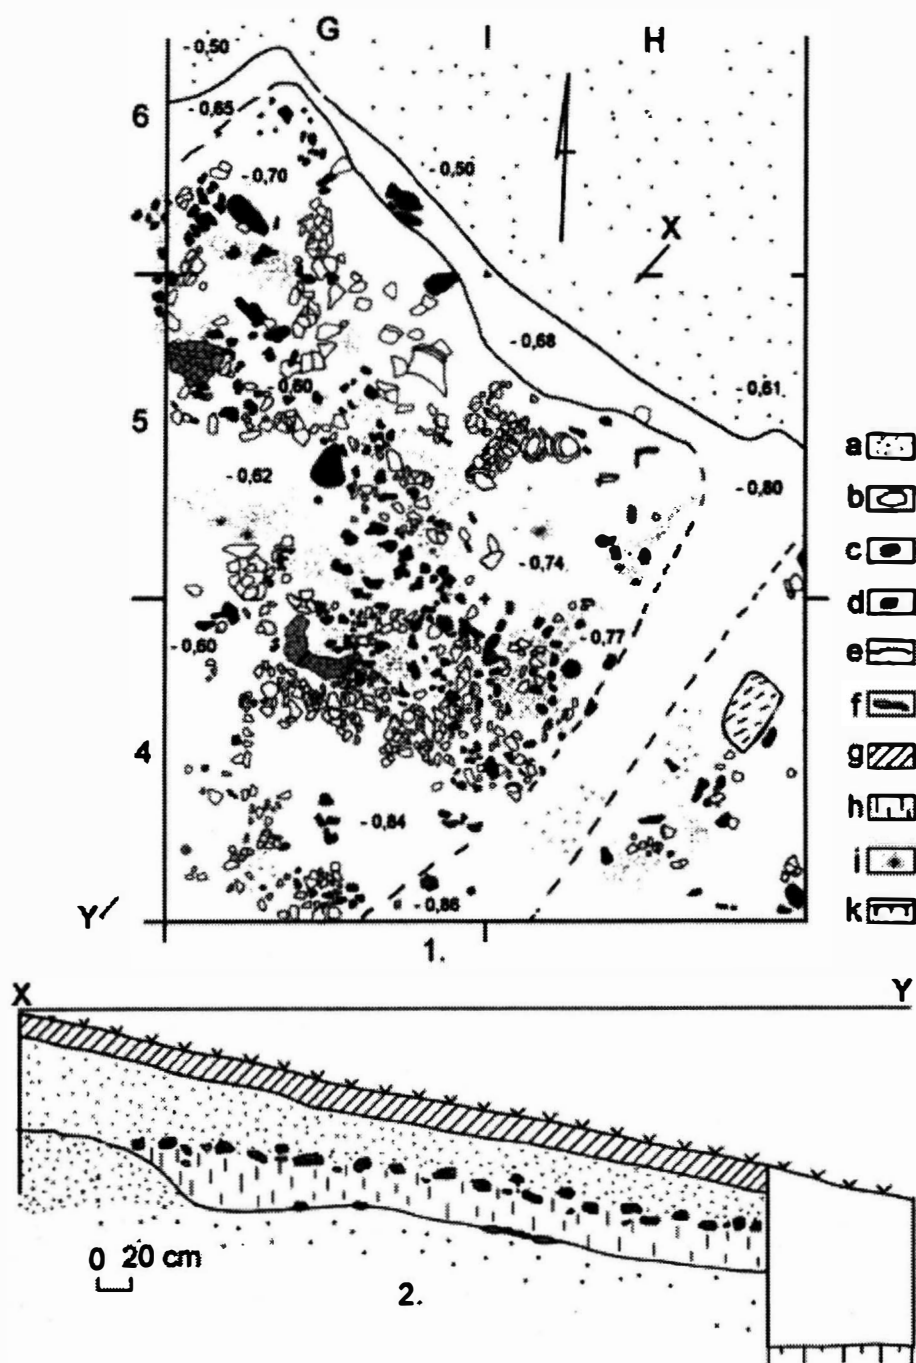 G I H
- 0,50
6
- 0,65
- 0,70
- 0,50
X
- 0,68
- 0,60
- 0,61
5
a
- 0,62
- 0,80
b
- 0,74
c
d
- 0,60
- 0,77
e
f
4
g
h
- 0,84
i
- 0,86
k
Y
1.
X Y
0 20 cm
2.